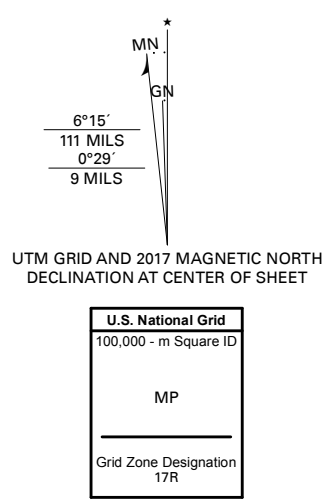 ★
MN
GN
6°15´
111 MILS
0°29´
9 MILS
UTM GRID AND 2017 MAGNETIC NORTH
DECLINATION AT CENTER OF SHEET
U.S. National Grid
100,000 - m Square ID
MP
Grid Zone Designation
17R